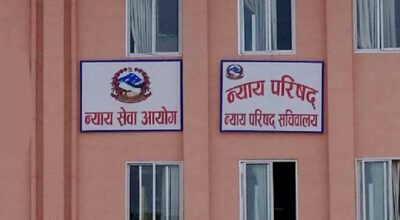 न्याय सेवा आयोग
न्याय परिषद्
न्याय परिषद् सचिवालय